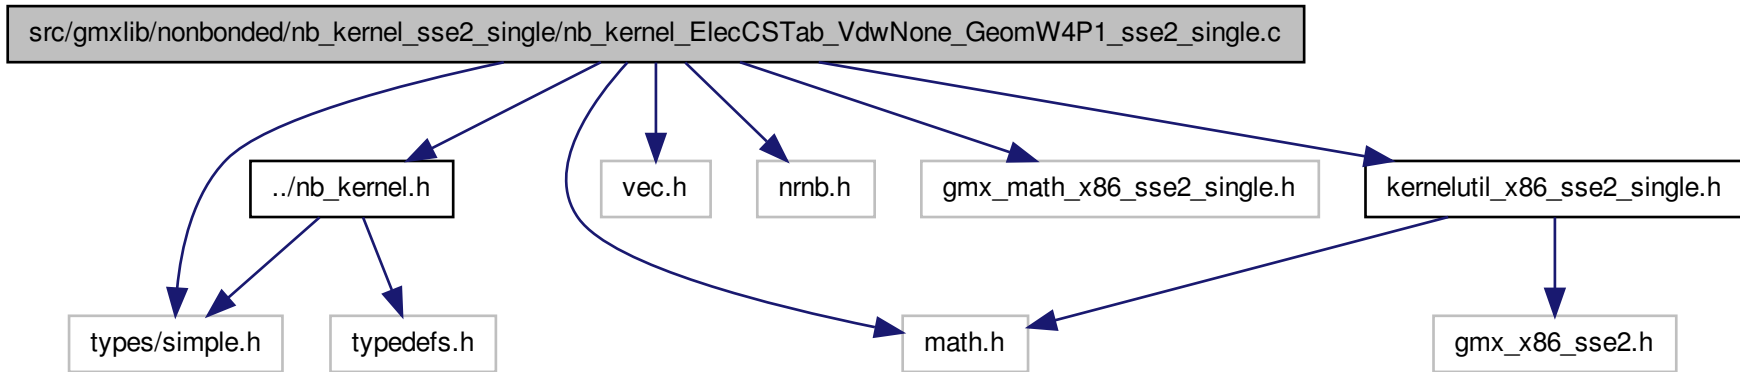 src/gmxlib/nonbonded/nb_kernel_sse2_single/nb_kernel_ElecCSTab_VdwNone_GeomW4P1_sse2_single.c
../nb_kernel.h
vec.h
nrnb.h
gmx_math_x86_sse2_single.h
kernelutil_x86_sse2_single.h
types/simple.h
typedefs.h
math.h
gmx_x86_sse2.h